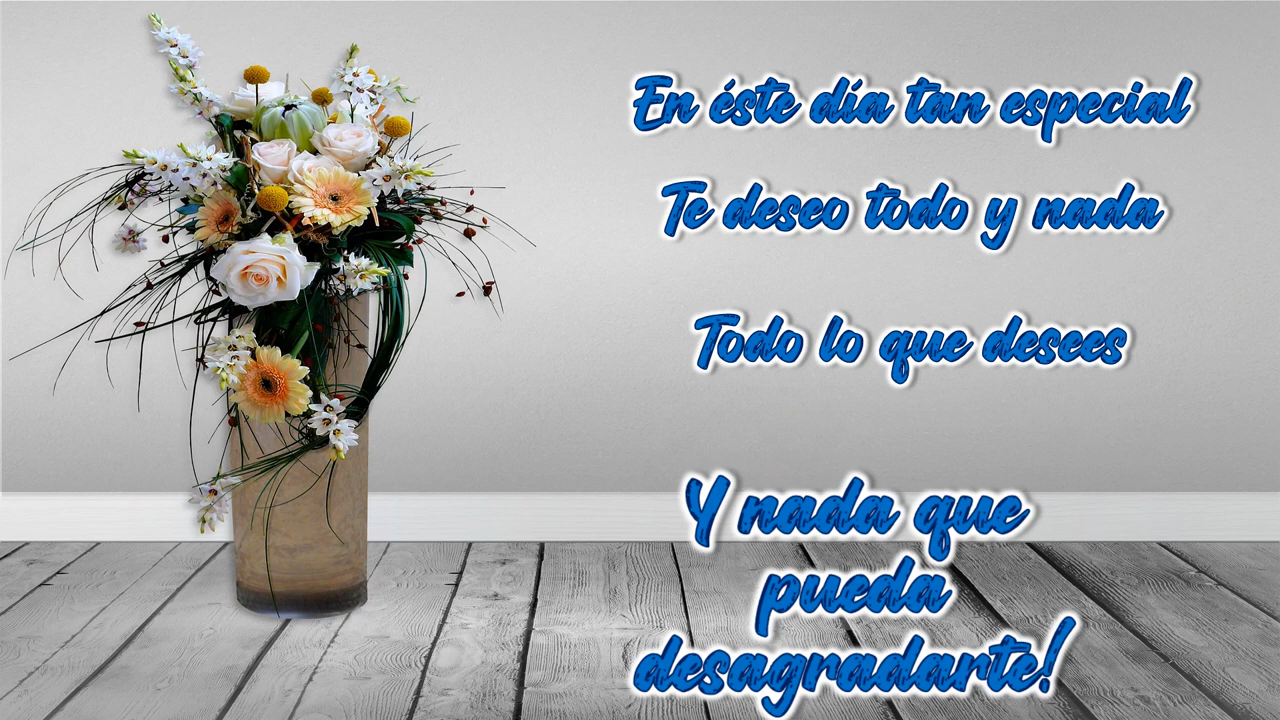 En éste día tan especial
Te deseo todo y nada
Todo lo que desees
Y nada que
pueda
desagradarte!